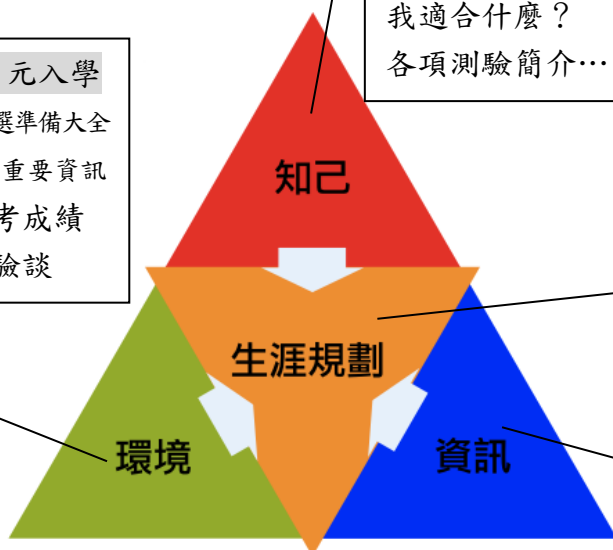 我適合什麼？
各項測驗簡介…
元入學
選準備大全
重要資訊
考成績
驗談
知己
生涯規劃
環境
資訊